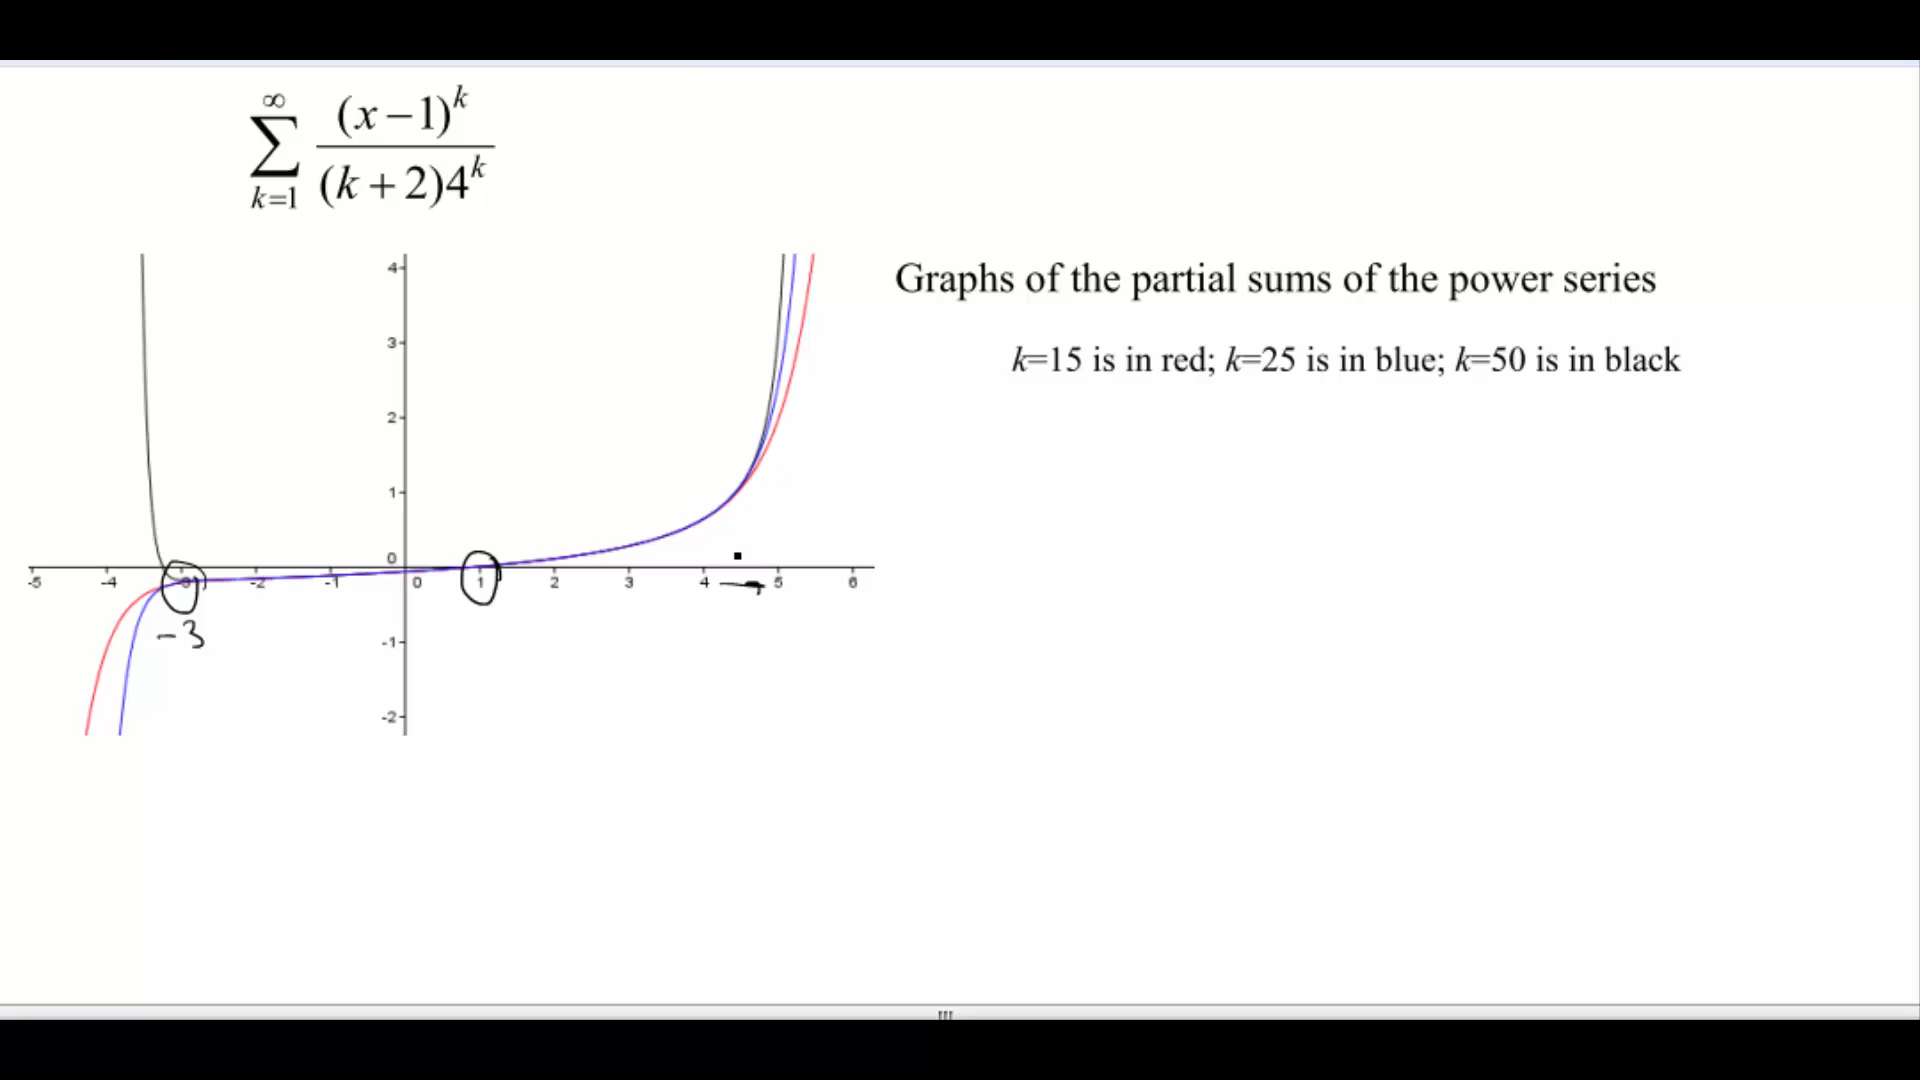 ∞
∑ (x−1)^k / (k+2)4^k
k=1
Graphs of the partial sums of the power series
k=15 is in red; k=25 is in blue; k=50 is in black
4
3
2
1
0
-5 -4 -3 -2 -1 0 1 2 3 4 5 6
-3
-1
-2